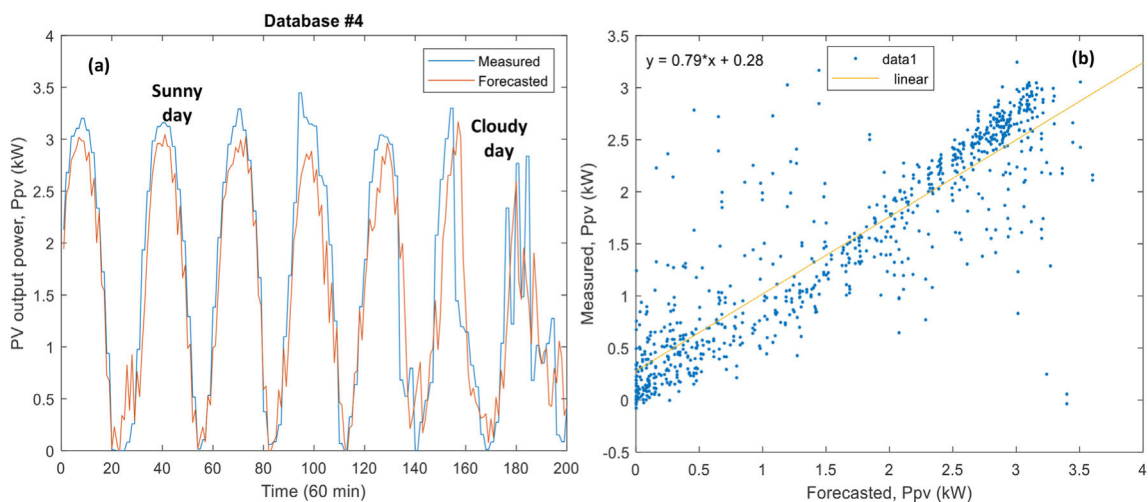 Database #4
(a)
Measured
Forecasted
Sunny
day
Cloudy
day
PV output power, Ppv (kW)
4
3.5
3
2.5
2
1.5
1
0.5
0
0 20 40 60 80 100 120 140 160 180 200
Time (60 min)
y = 0.79*x + 0.28
data1
linear
(b)
Measured, Ppv (kW)
3.5
3
2.5
2
1.5
1
0.5
0
-0.5
0 0.5 1 1.5 2 2.5 3 3.5 4
Forecasted, Ppv (kW)